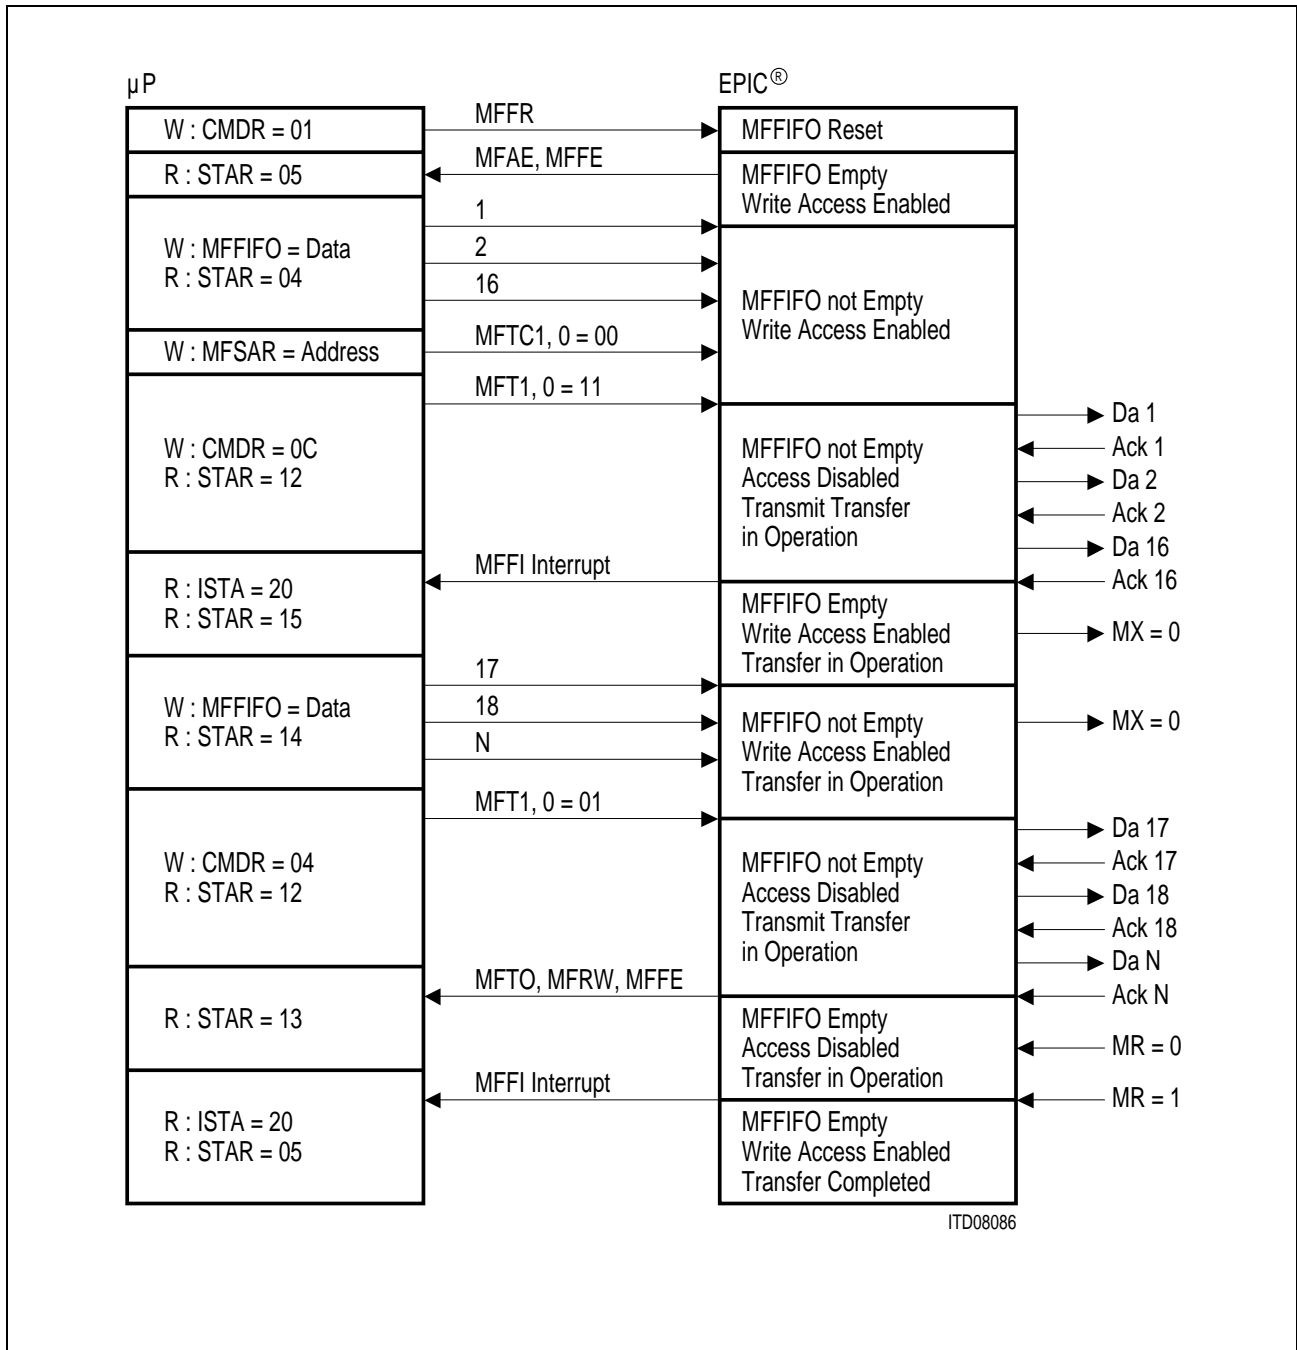 µP
EPIC®
W : CMDR = 01
MFFR
MFFIFO Reset
R : STAR = 05
MFAE, MFFE
MFFIFO Empty
Write Access Enabled
W : MFFIFO = Data
R : STAR = 04
1
2
16
MFFIFO not Empty
Write Access Enabled
W : MFSAR = Address
MFTC1, 0 = 00
MFT1, 0 = 11
W : CMDR = 0C
R : STAR = 12
MFFIFO not Empty
Access Disabled
Transmit Transfer
in Operation
Da 1
Ack 1
Da 2
Ack 2
Da 16
Ack 16
MFFI Interrupt
R : ISTA = 20
R : STAR = 15
MFFIFO Empty
Write Access Enabled
Transfer in Operation
MX = 0
W : MFFIFO = Data
R : STAR = 14
17
18
N
MFFIFO not Empty
Write Access Enabled
Transfer in Operation
MX = 0
MFT1, 0 = 01
W : CMDR = 04
R : STAR = 12
MFFIFO not Empty
Access Disabled
Transmit Transfer
in Operation
Da 17
Ack 17
Da 18
Ack 18
Da N
Ack N
MFTO, MFRW, MFFE
R : STAR = 13
MFFIFO Empty
Access Disabled
Transfer in Operation
MR = 0
MR = 1
MFFI Interrupt
R : ISTA = 20
R : STAR = 05
MFFIFO Empty
Write Access Enabled
Transfer Completed
ITD08086